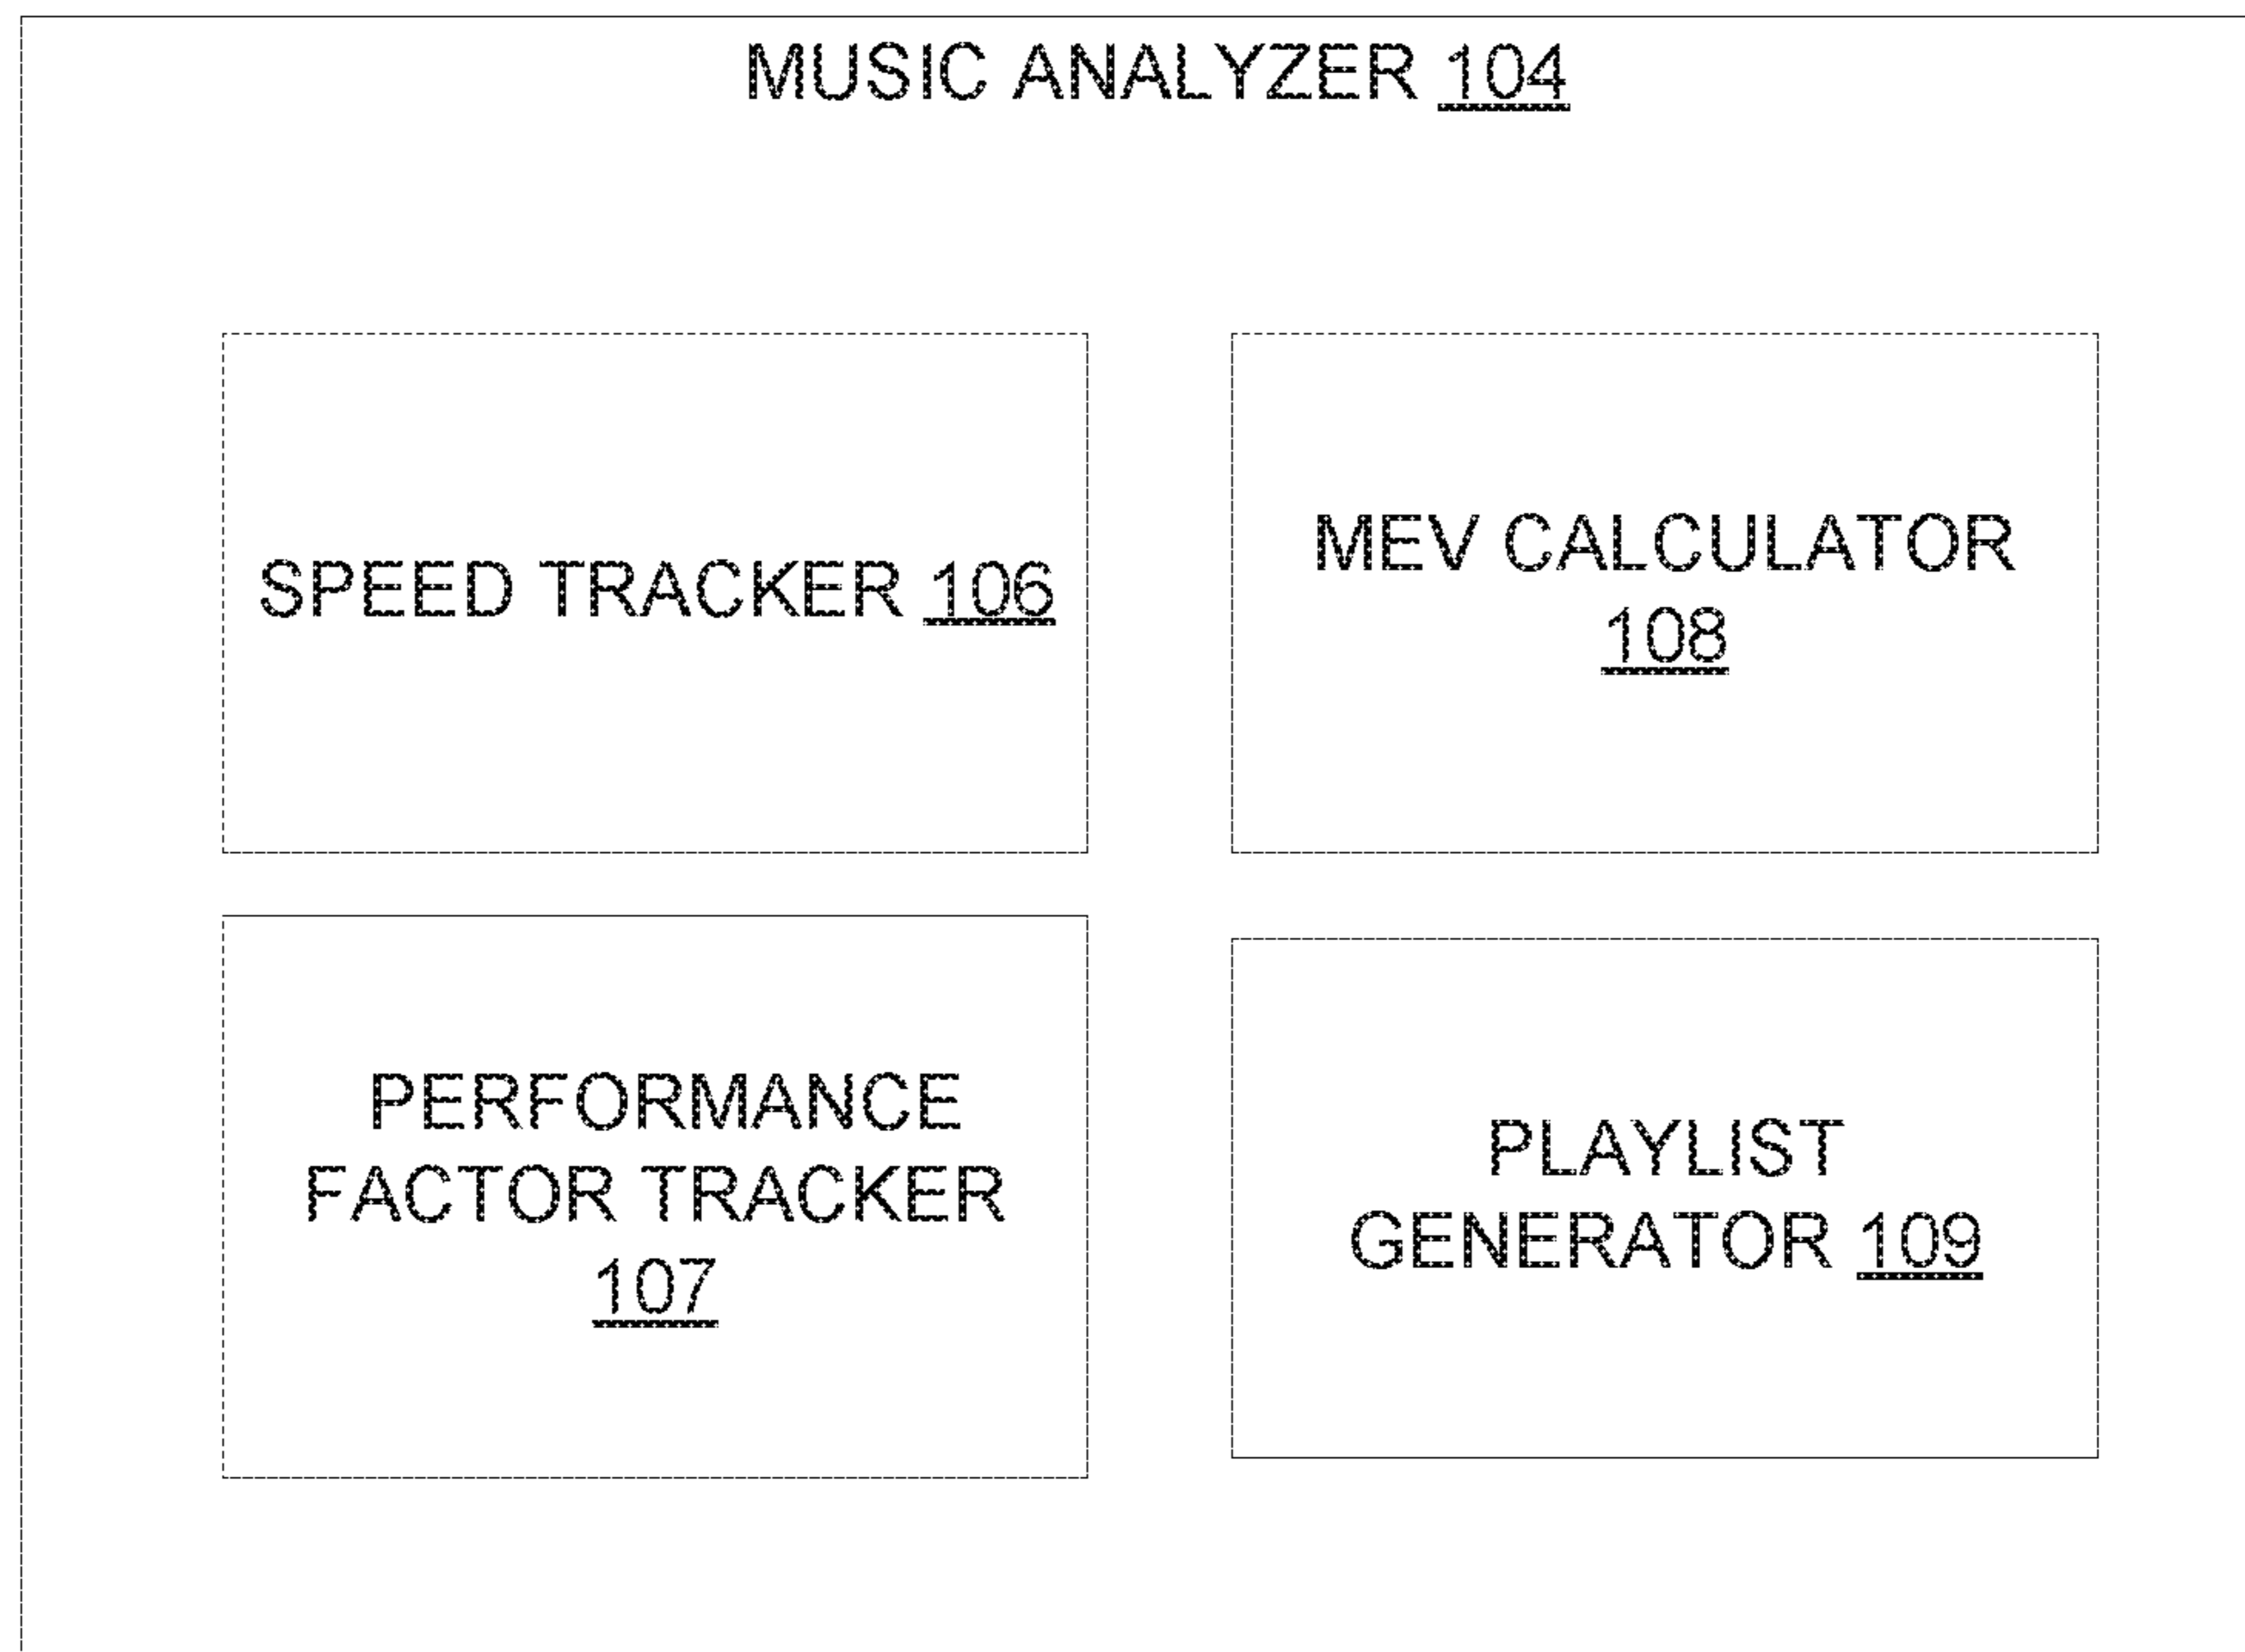 MUSIC ANALYZER 104
SPEED TRACKER 106
MEV CALCULATOR
108
PERFORMANCE
FACTOR TRACKER
107
PLAYLIST
GENERATOR 109